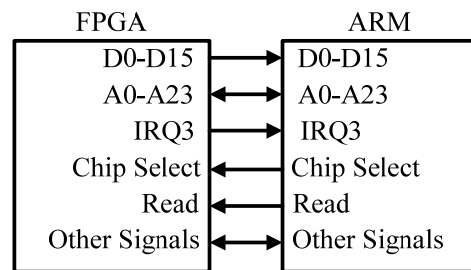 FPGA ARM
D0-D15 D0-D15
A0-A23 A0-A23
IRQ3 IRQ3
Chip Select Chip Select
Read Read
Other Signals Other Signals